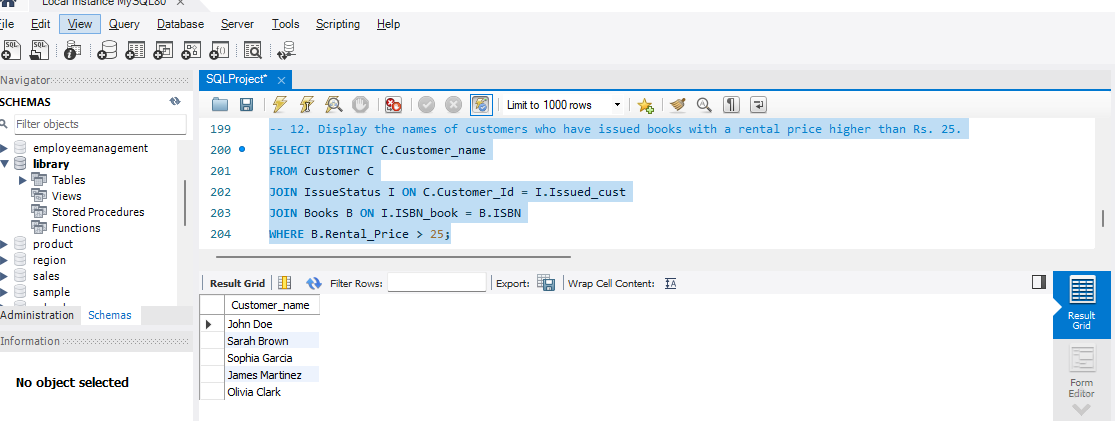 Local instance MySQL80
File Edit View Query Database Server Tools Scripting Help
Navigator
SCHEMAS
Filter objects
employeemanagement
library
Tables
Views
Stored Procedures
Functions
product
region
sales
sample
Administration Schemas
Information
No object selected
SQLProject*
Limit to 1000 rows
199 -- 12. Display the names of customers who have issued books with a rental price higher than Rs. 25.
200 SELECT DISTINCT C.Customer_name
201 FROM Customer C
202 JOIN IssueStatus I ON C.Customer_Id = I.Issued_cust
203 JOIN Books B ON I.ISBN_book = B.ISBN
204 WHERE B.Rental_Price > 25;
Result Grid Filter Rows: Export: Wrap Cell Content:
Customer_name
John Doe
Sarah Brown
Sophia Garcia
James Martinez
Olivia Clark
Result
Grid
Form
Editor